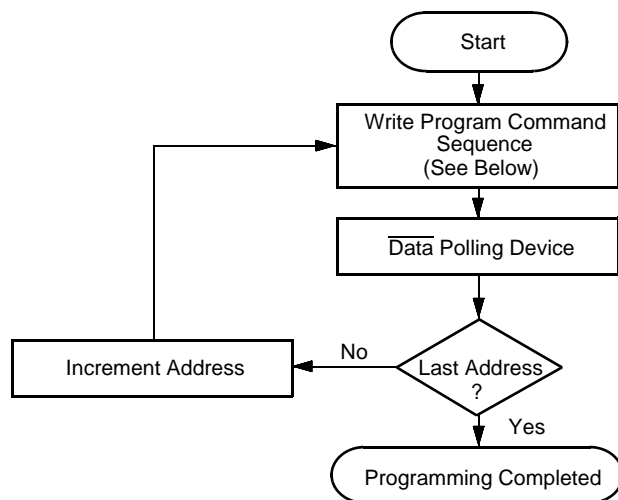 Start
Write Program Command
Sequence
(See Below)
Data Polling Device
Increment Address
No
Last Address
?
Yes
Programming Completed